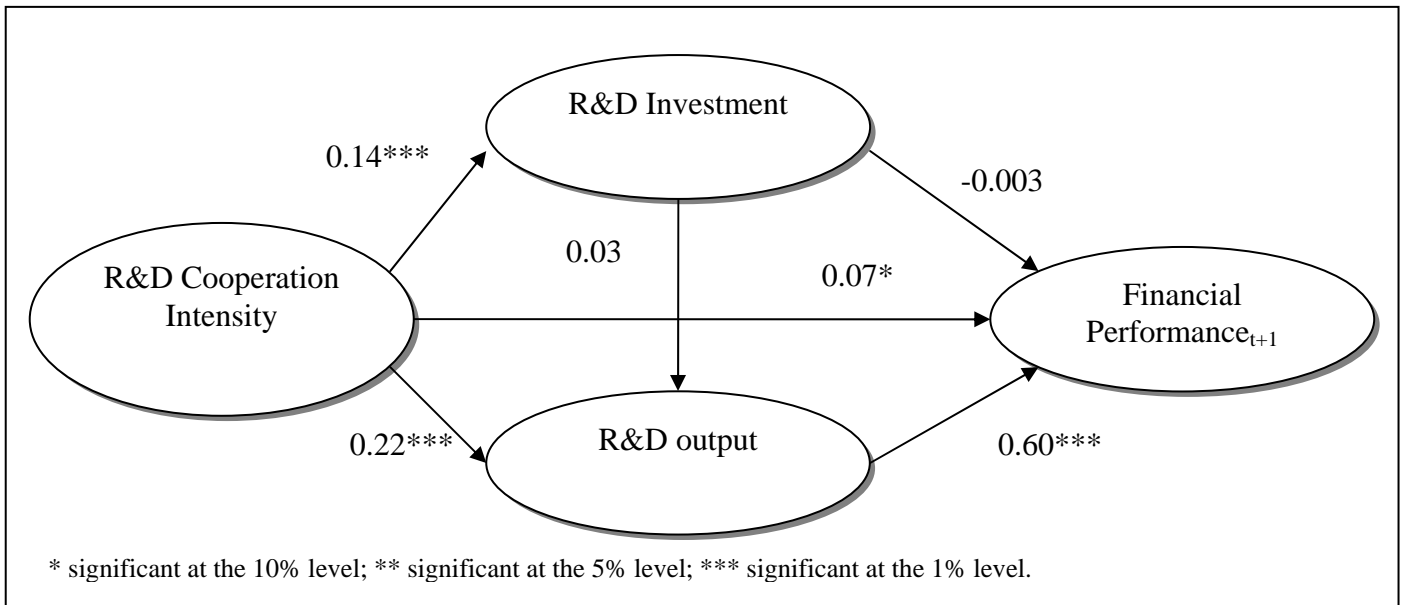 R&D Investment
0.14***
-0.003
R&D Cooperation
Intensity
0.03
0.07*
Financial
Performancet+1
0.22***
R&D output
0.60***
* significant at the 10% level; ** significant at the 5% level; *** significant at the 1% level.